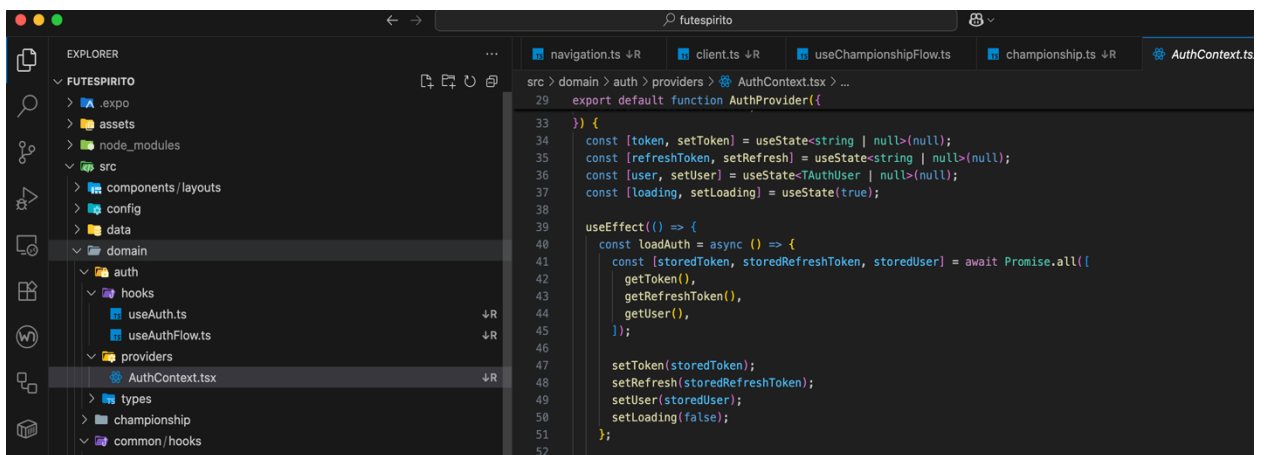 futespirito
EXPLORER
FUTESPIRITO
.expo
assets
node_modules
src
components/layouts
config
data
domain
auth
hooks
useAuth.ts ↓R
useAuthFlow.ts ↓R
providers
AuthContext.tsx ↓R
types
championship
common/hooks
navigation.ts ↓R client.ts ↓R useChampionshipFlow.ts championship.ts ↓R AuthContext.ts
src > domain > auth > providers > AuthContext.tsx > ...
29 export default function AuthProvider({
33 }) {
34 const [token, setToken] = useState<string | null>(null);
35 const [refreshToken, setRefresh] = useState<string | null>(null);
36 const [user, setUser] = useState<TAuthUser | null>(null);
37 const [loading, setLoading] = useState(true);
38
39 useEffect(() => {
40 const loadAuth = async () => {
41 const [storedToken, storedRefreshToken, storedUser] = await Promise.all([
42 getToken(),
43 getRefreshToken(),
44 getUser(),
45 ]);
46
47 setToken(storedToken);
48 setRefresh(storedRefreshToken);
49 setUser(storedUser);
50 setLoading(false);
51 };
52